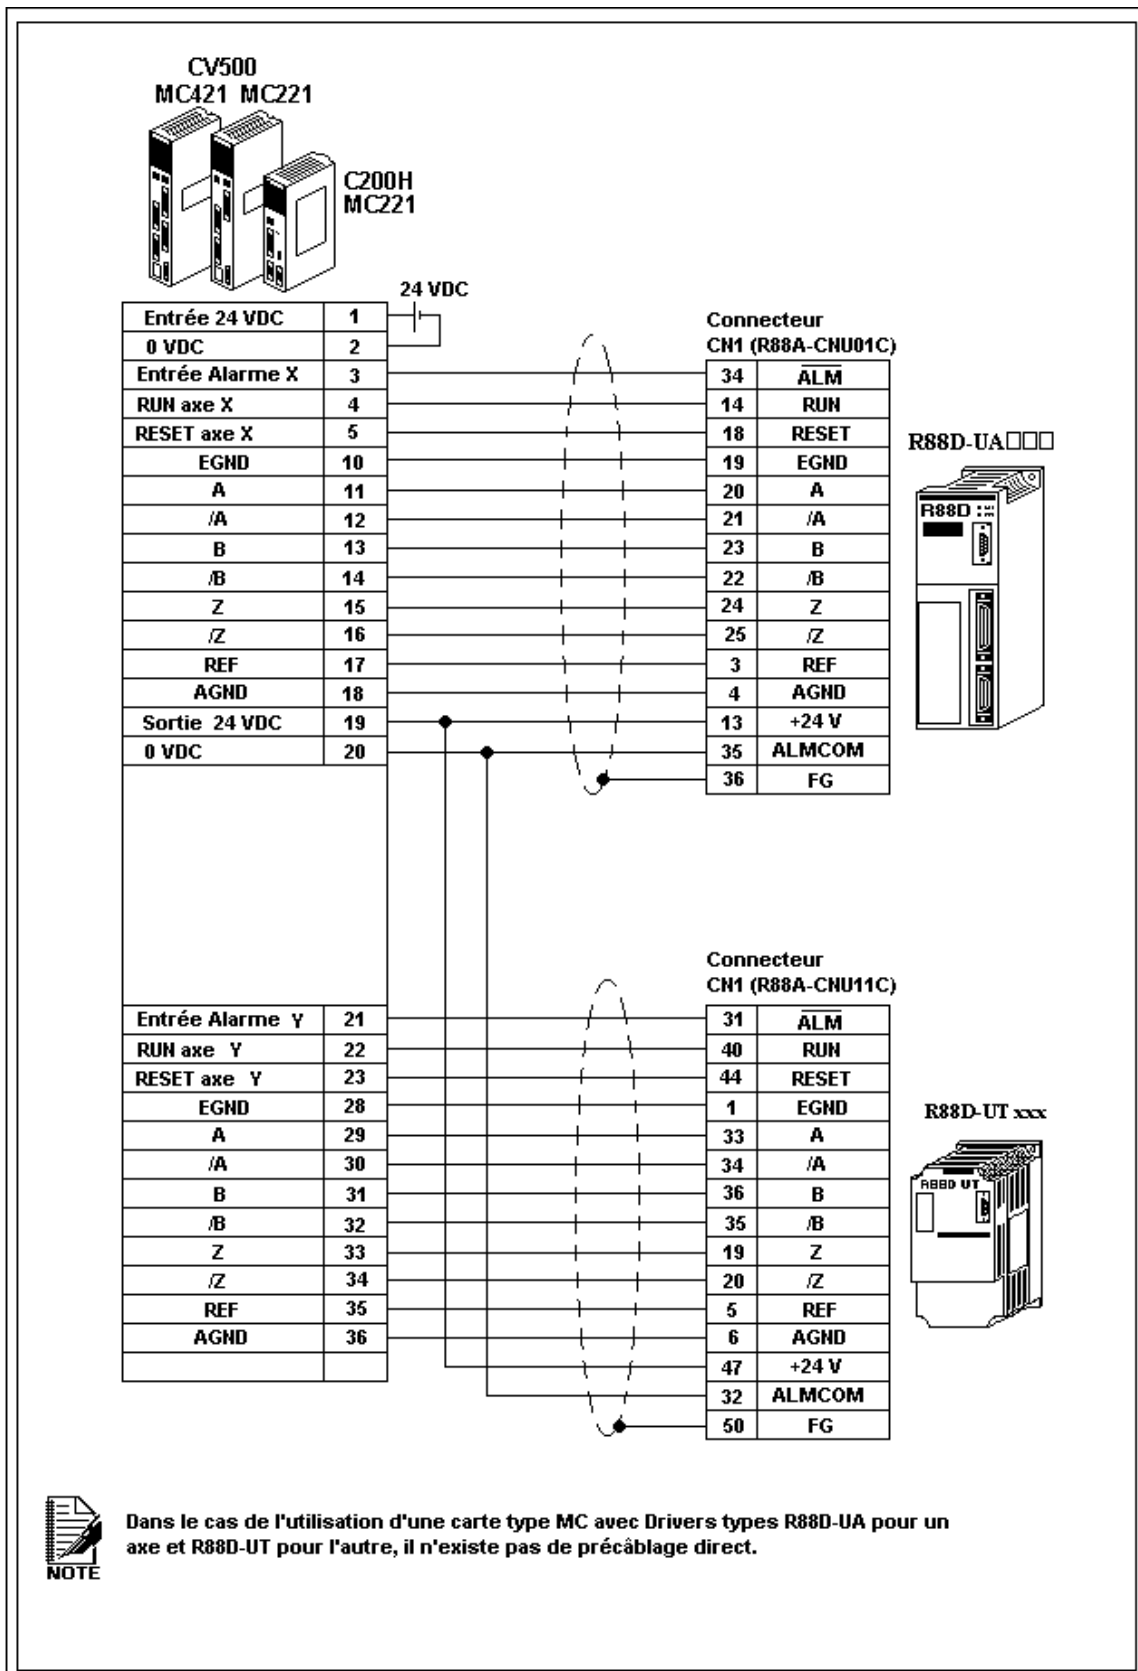 CV500
MC421 MC221
C200H
MC221
24 VDC
Entrée 24 VDC 1
0 VDC 2
Entrée Alarme X 3
RUN axe X 4
RESET axe X 5
EGND 10
A 11
/A 12
B 13
/B 14
Z 15
/Z 16
REF 17
AGND 18
Sortie 24 VDC 19
0 VDC 20
Connecteur
CN1 (R88A-CNU01C)
34 ALM
14 RUN
18 RESET
19 EGND
20 A
21 /A
23 B
22 /B
24 Z
25 /Z
3 REF
4 AGND
13 +24 V
35 ALMCOM
36 FG
R88D-UA□□□
R88D
Entrée Alarme Y 21
RUN axe Y 22
RESET axe Y 23
EGND 28
A 29
/A 30
B 31
/B 32
Z 33
/Z 34
REF 35
AGND 36
Connecteur
CN1 (R88A-CNU11C)
31 ALM
40 RUN
44 RESET
1 EGND
33 A
34 /A
36 B
35 /B
19 Z
20 /Z
5 REF
6 AGND
47 +24 V
32 ALMCOM
50 FG
R88D-UT xxx
R88D UT
NOTE
Dans le cas de l'utilisation d'une carte type MC avec Drivers types R88D-UA pour un
axe et R88D-UT pour l'autre, il n'existe pas de précâblage direct.